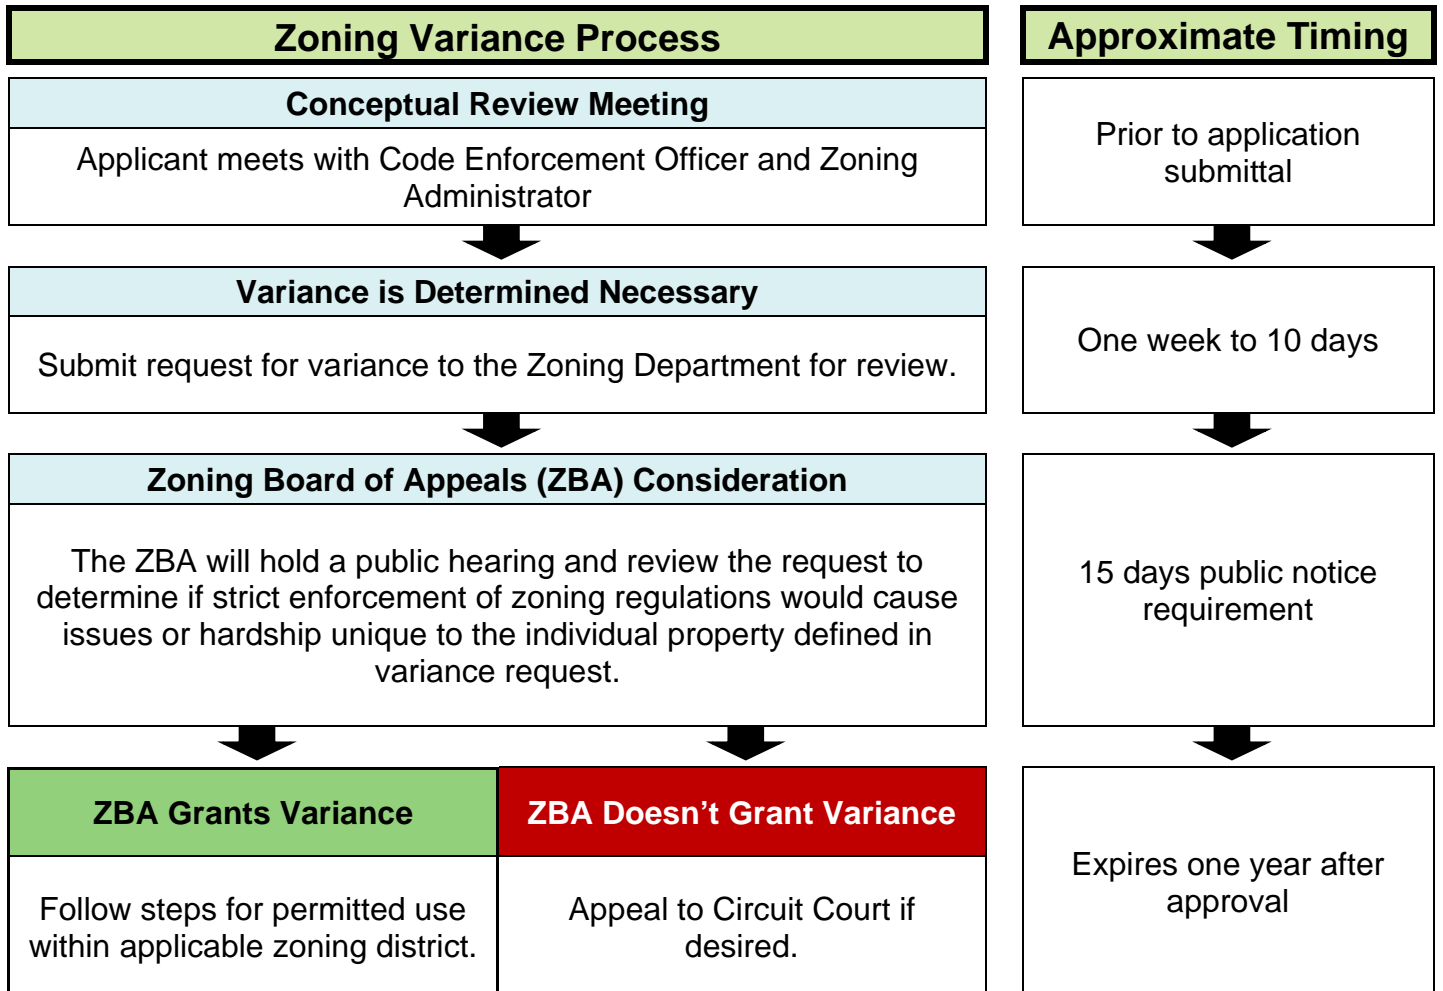 Zoning Variance Process
Approximate Timing
Conceptual Review Meeting
Applicant meets with Code Enforcement Officer and Zoning
Administrator
Prior to application
submittal
Variance is Determined Necessary
Submit request for variance to the Zoning Department for review.
One week to 10 days
Zoning Board of Appeals (ZBA) Consideration
The ZBA will hold a public hearing and review the request to
determine if strict enforcement of zoning regulations would cause
issues or hardship unique to the individual property defined in
variance request.
15 days public notice
requirement
ZBA Grants Variance
Follow steps for permitted use
within applicable zoning district.
ZBA Doesn’t Grant Variance
Appeal to Circuit Court if
desired.
Expires one year after
approval